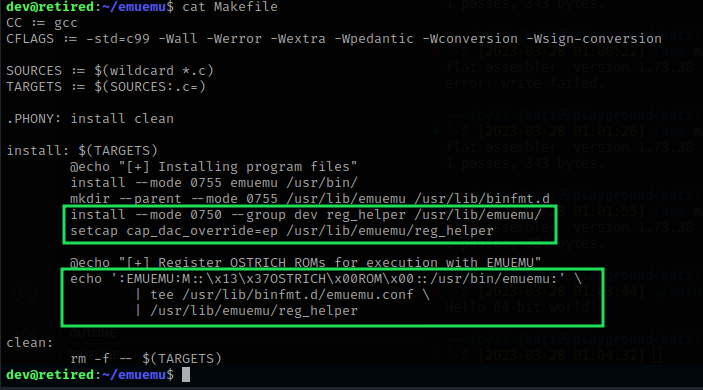 dev@retired:~/emuemu$ cat Makefile
CC := gcc
CFLAGS := -std=c99 -Wall -Werror -Wextra -Wpedantic -Wconversion -Wsign-conversion
SOURCES := $(wildcard *.c)
TARGETS := $(SOURCES:.c=)
.PHONY: install clean
install: $(TARGETS)
@echo "[+] Installing program files"
install --mode 0755 emuemu /usr/bin/
mkdir --parent --mode 0755 /usr/lib/emuemu /usr/lib/binfmt.d
install --mode 0750 --group dev reg_helper /usr/lib/emuemu/
setcap cap_dac_override=ep /usr/lib/emuemu/reg_helper
@echo "[+] Register OSTRICH ROMs for execution with EMUEMU"
echo ':EMUEMU:M::\x13\x37OSTRICH\x00ROM\x00::/usr/bin/emuemu:' \
| tee /usr/lib/binfmt.d/emuemu.conf \
| /usr/lib/emuemu/reg_helper
clean:
rm -f -- $(TARGETS)
dev@retired:~/emuemu$